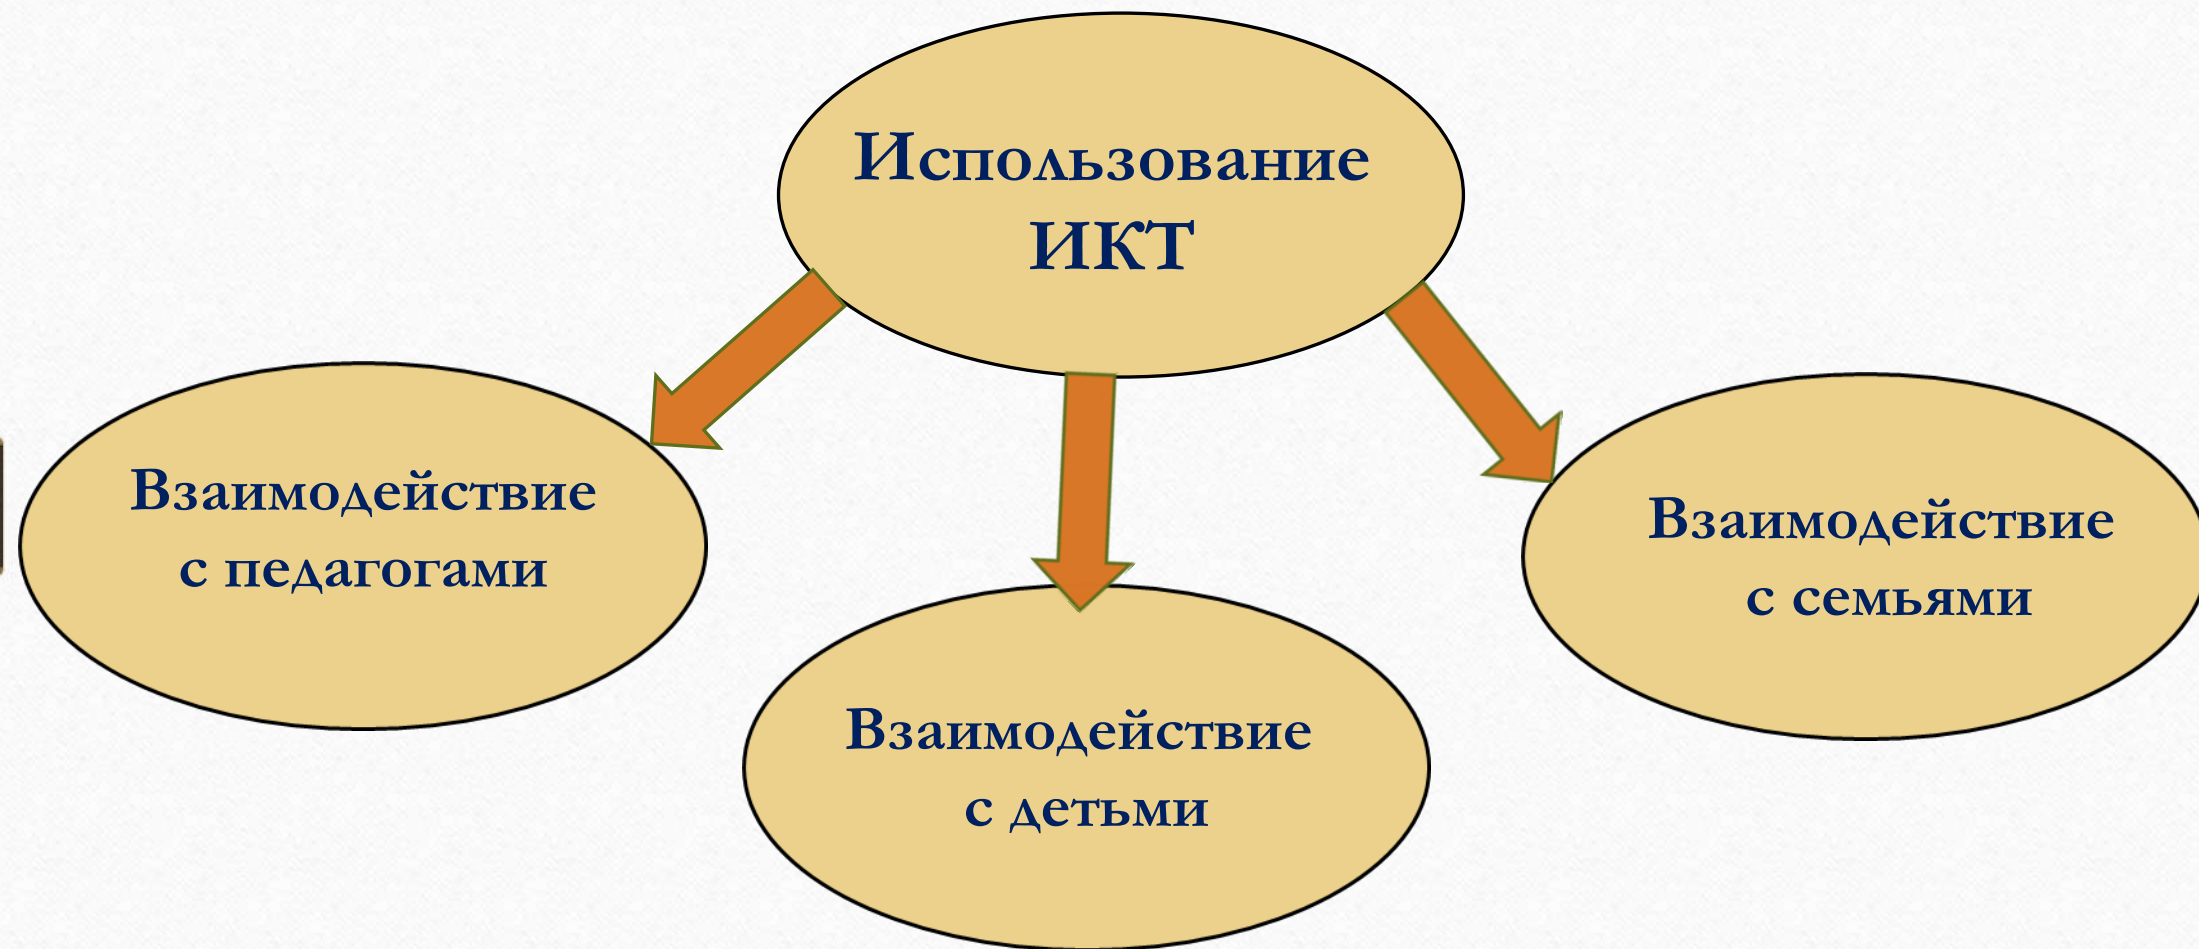 Использование
ИКТ
Взаимодействие
с педагогами
Взаимодействие
с детьми
Взаимодействие
с семьями